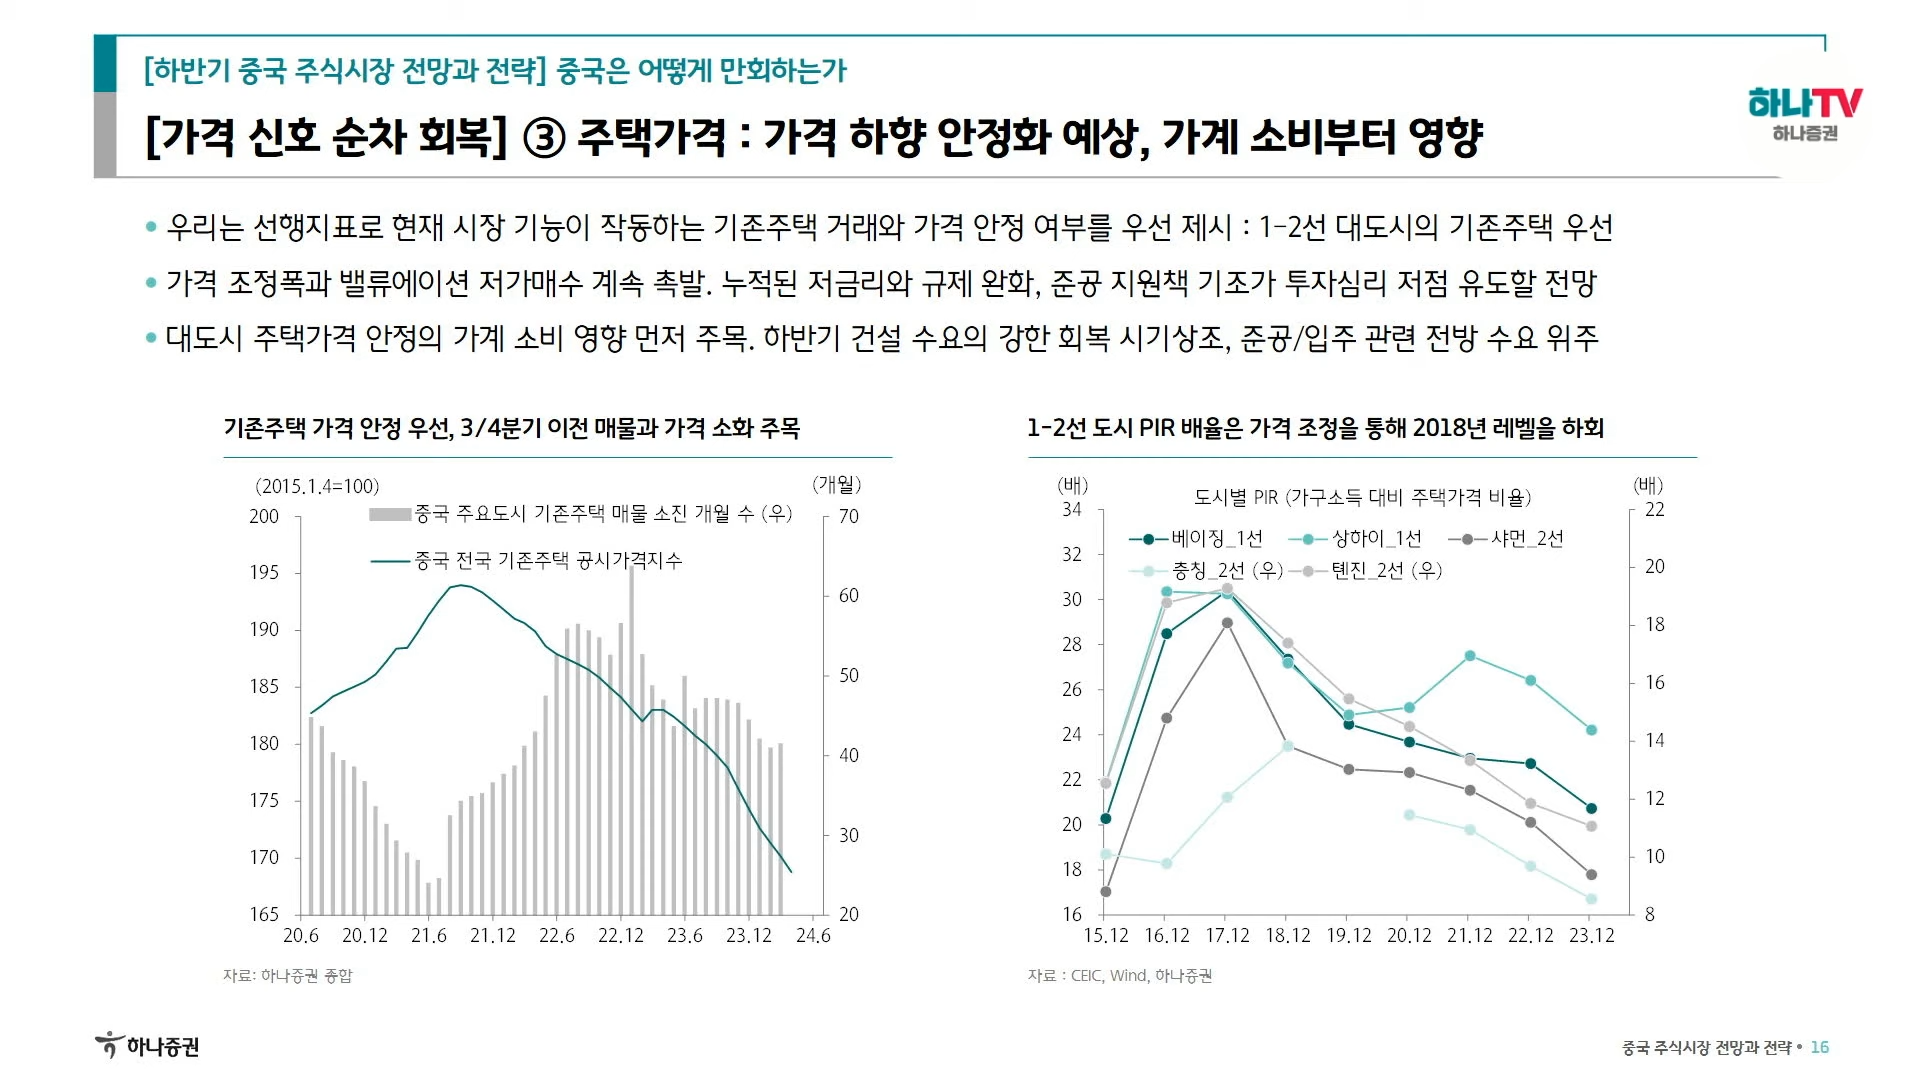 [하반기 중국 주식시장 전망과 전략] 중국은 어떻게 만회하는가
하나TV
하나증권
[가격 신호 순차 회복] ③ 주택가격 : 가격 하향 안정화 예상, 가계 소비부터 영향
• 우리는 선행지표로 현재 시장 기능이 작동하는 기존주택 거래와 가격 안정 여부를 우선 제시 : 1-2선 대도시의 기존주택 우선
• 가격 조정폭과 밸류에이션 저가매수 계속 촉발. 누적된 저금리와 규제 완화, 준공 지원책 기조가 투자심리 저점 유도할 전망
• 대도시 주택가격 안정의 가계 소비 영향 먼저 주목. 하반기 건설 수요의 강한 회복 시기상조, 준공/입주 관련 전방 수요 위주
기존주택 가격 안정 우선, 3/4분기 이전 매물과 가격 소화 주목
(2015.1.4=100)
(개월)
중국 주요도시 기존주택 매물 소진 개월 수 (우)
중국 전국 기존주택 공시가격지수
200
195
190
185
180
175
170
165
70
60
50
40
30
20
20.6 20.12 21.6 21.12 22.6 22.12 23.6 23.12 24.6
자료: 하나증권 종합
1-2선 도시 PIR 배율은 가격 조정을 통해 2018년 레벨을 하회
(배)
(배)
도시별 PIR (가구소득 대비 주택가격 비율)
베이징_1선 상하이_1선 샤먼_2선
충칭_2선 (우) 톈진_2선 (우)
34
32
30
28
26
24
22
20
18
16
22
20
18
16
14
12
10
8
15.12 16.12 17.12 18.12 19.12 20.12 21.12 22.12 23.12
자료 : CEIC, Wind, 하나증권
하나증권
중국 주식시장 전망과 전략 • 16